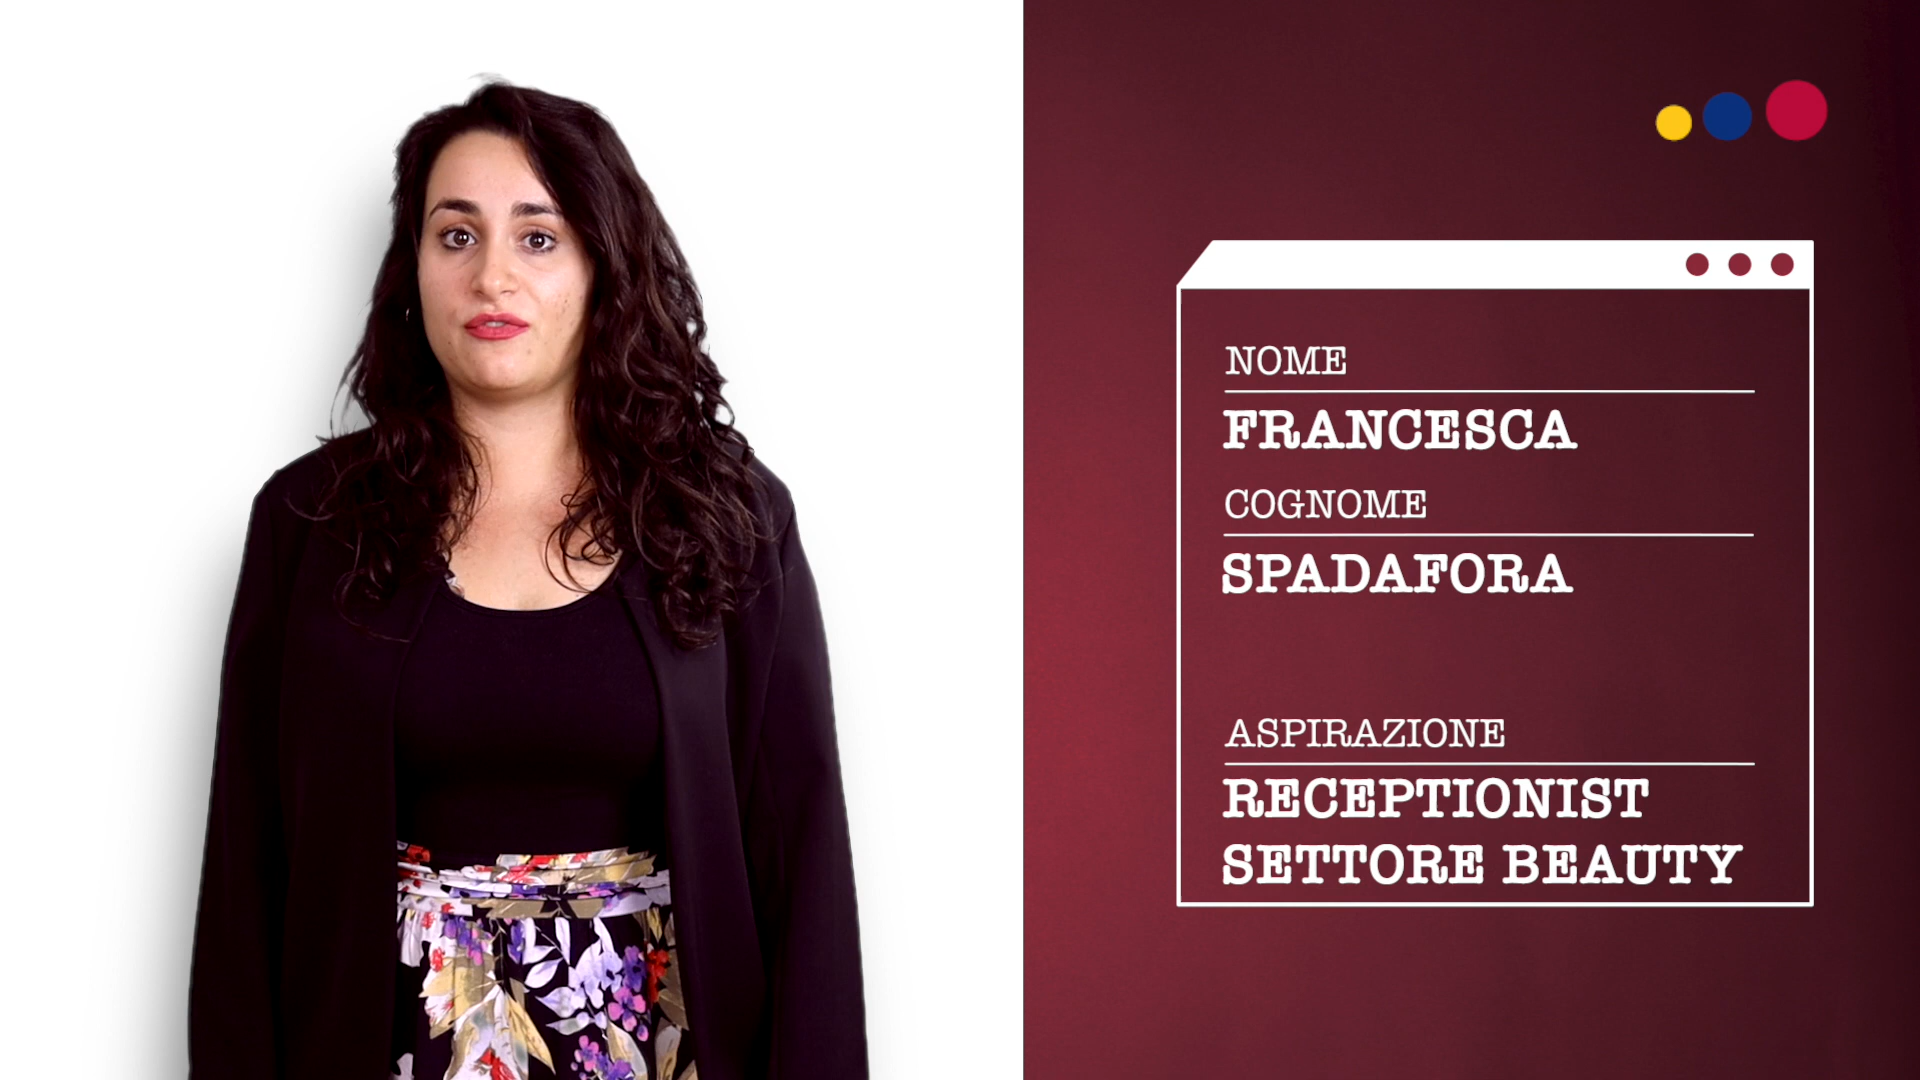 NOME
FRANCESCA
COGNOME
SPADAFORA
ASPIRAZIONE
RECEPTIONIST
SETTORE BEAUTY